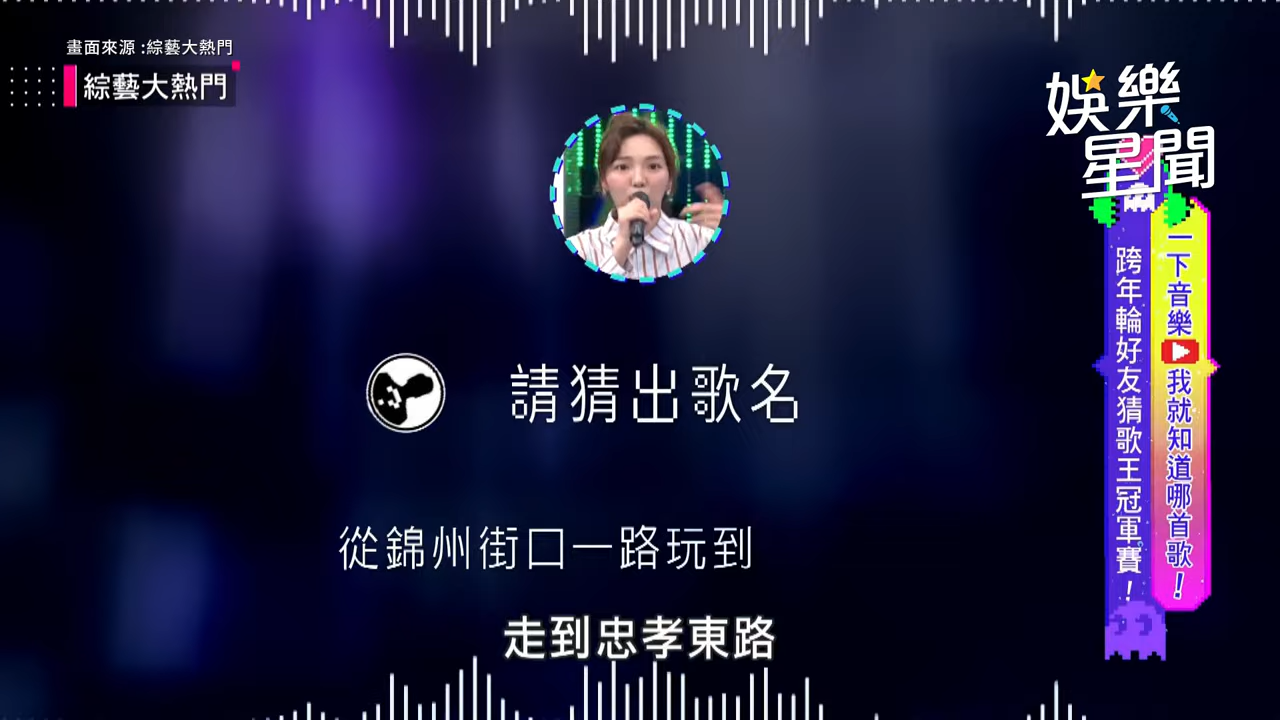 畫面來源 :綜藝大熱門
綜藝大熱門
娛樂
星聞
一下音樂我就知道哪首歌！
跨年輪好友猜歌王冠軍賽！
請猜出歌名
從錦州街口一路玩到
走到忠孝東路